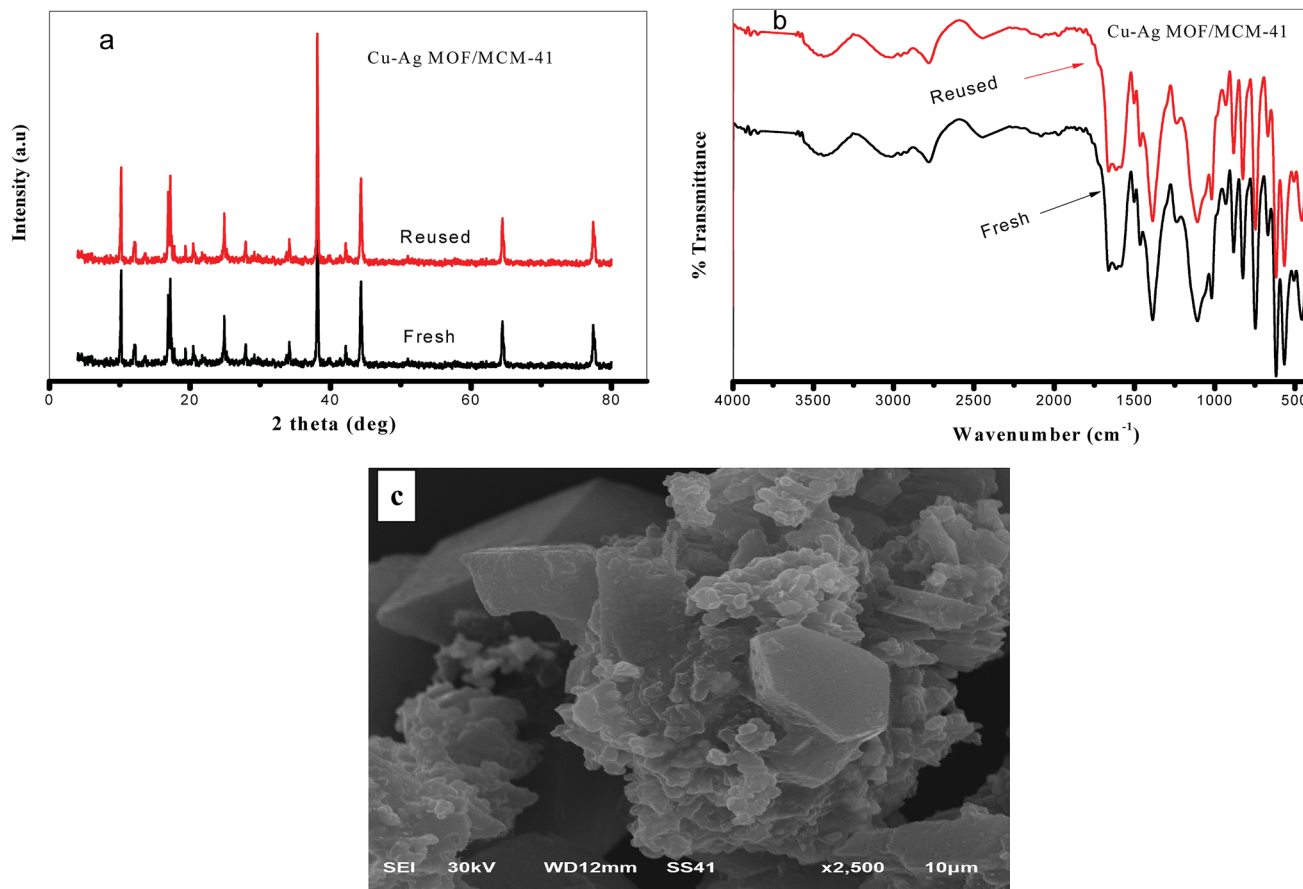 a
Cu-Ag MOF/MCM-41
Reused
Fresh
Intensity (a.u)
0 20 40 60 80
2 theta (deg)
b
Cu-Ag MOF/MCM-41
Reused
Fresh
% Transmittance
4000 3500 3000 2500 2000 1500 1000 500
Wavenumber (cm⁻¹)
c
SEI 30kV WD12mm SS41 x2,500 10µm